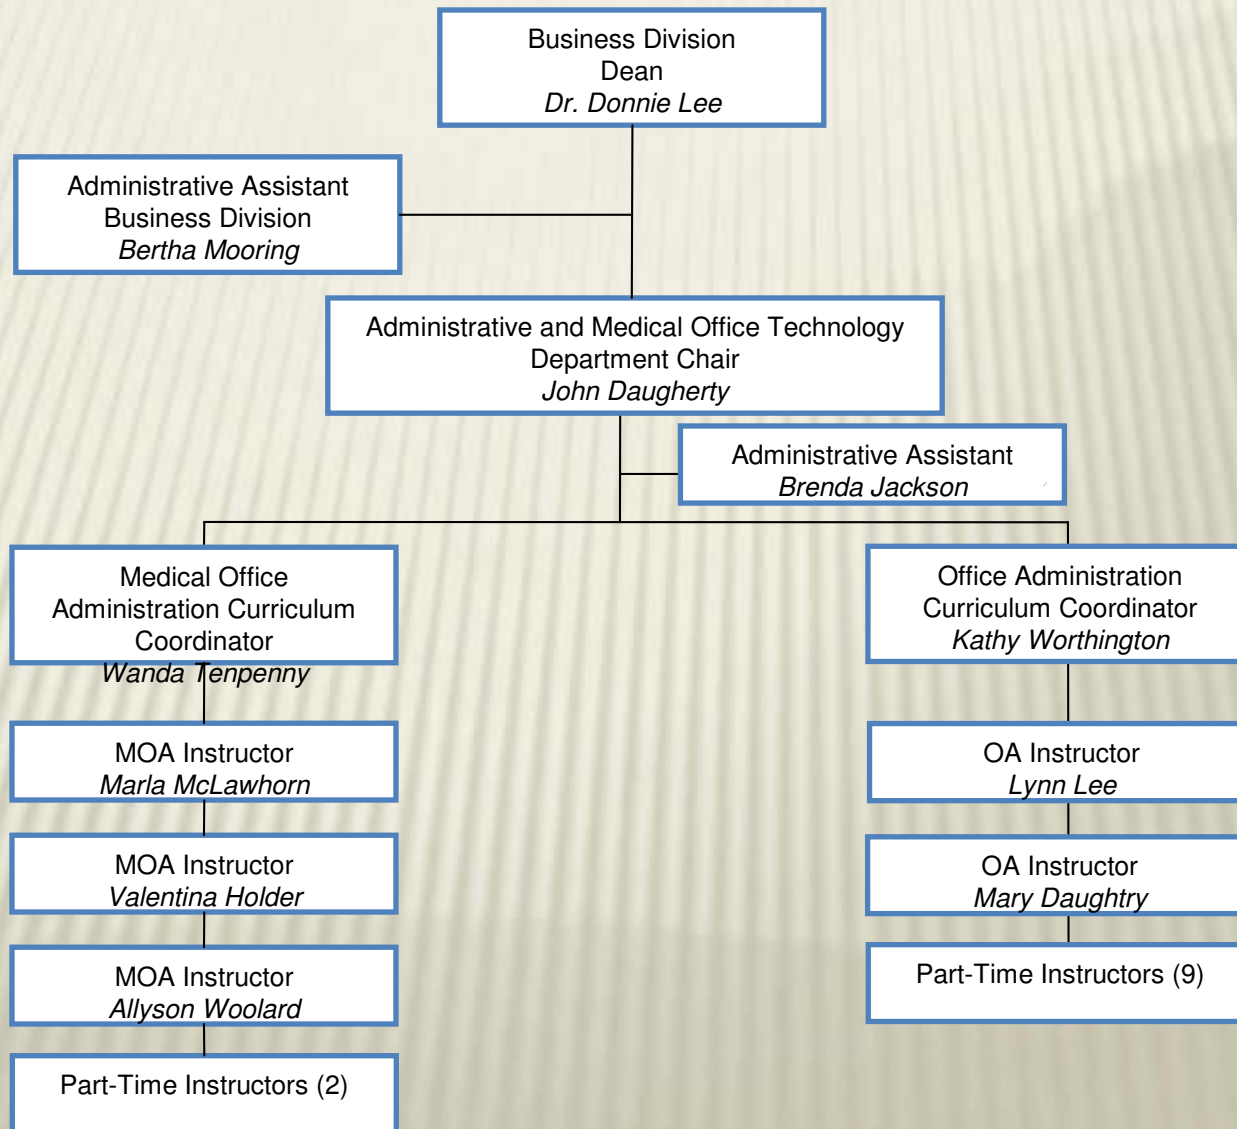 Business Division
Dean
Dr. Donnie Lee
Administrative Assistant
Business Division
Bertha Mooring
Administrative and Medical Office Technology
Department Chair
John Daugherty
Administrative Assistant
Brenda Jackson
Medical Office
Administration Curriculum
Coordinator
Wanda Tenpenny
MOA Instructor
Marla McLawhorn
MOA Instructor
Valentina Holder
MOA Instructor
Allyson Woolard
Part-Time Instructors (2)
Office Administration
Curriculum Coordinator
Kathy Worthington
OA Instructor
Lynn Lee
OA Instructor
Mary Daughtry
Part-Time Instructors (9)